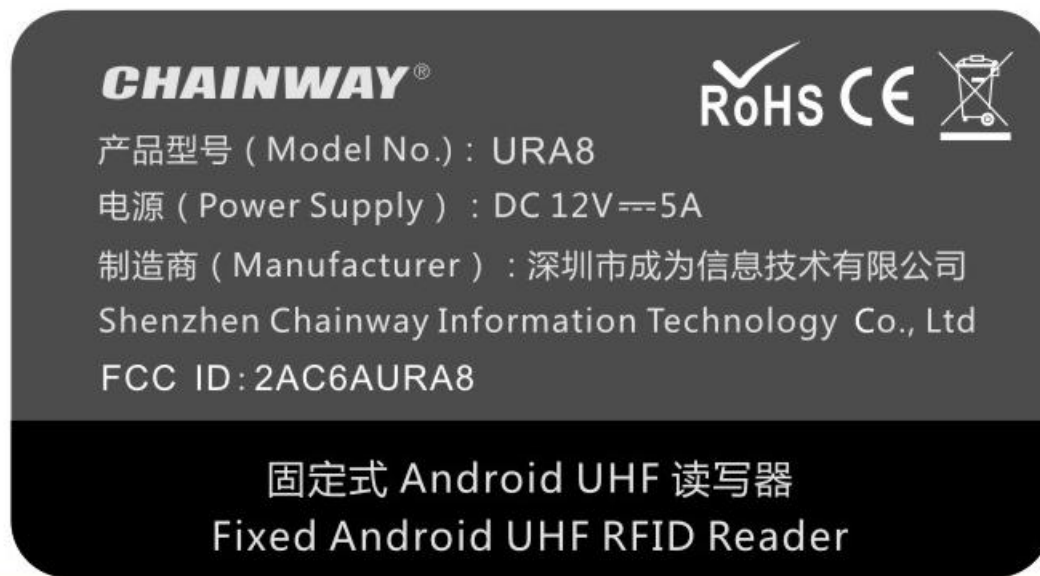 CHAINWAY®
RoHS CE
产品型号 ( Model No.) : URA8
电源 ( Power Supply ) : DC 12V⎓5A
制造商 ( Manufacturer ) : 深圳市成为信息技术有限公司
Shenzhen Chainway Information Technology Co., Ltd
FCC ID: 2AC6AURA8
固定式 Android UHF 读写器
Fixed Android UHF RFID Reader